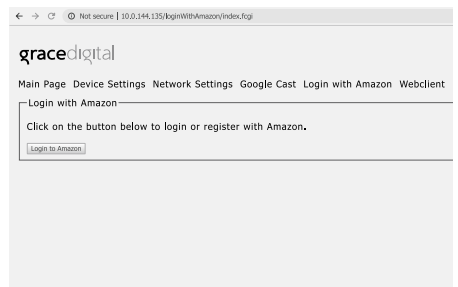 Not secure | 10.0.144.135/loginWithAmazon/index.fcgi
gracedigital
Main Page Device Settings Network Settings Google Cast Login with Amazon Webclient
Login with Amazon
Click on the button below to login or register with Amazon.
Login to Amazon